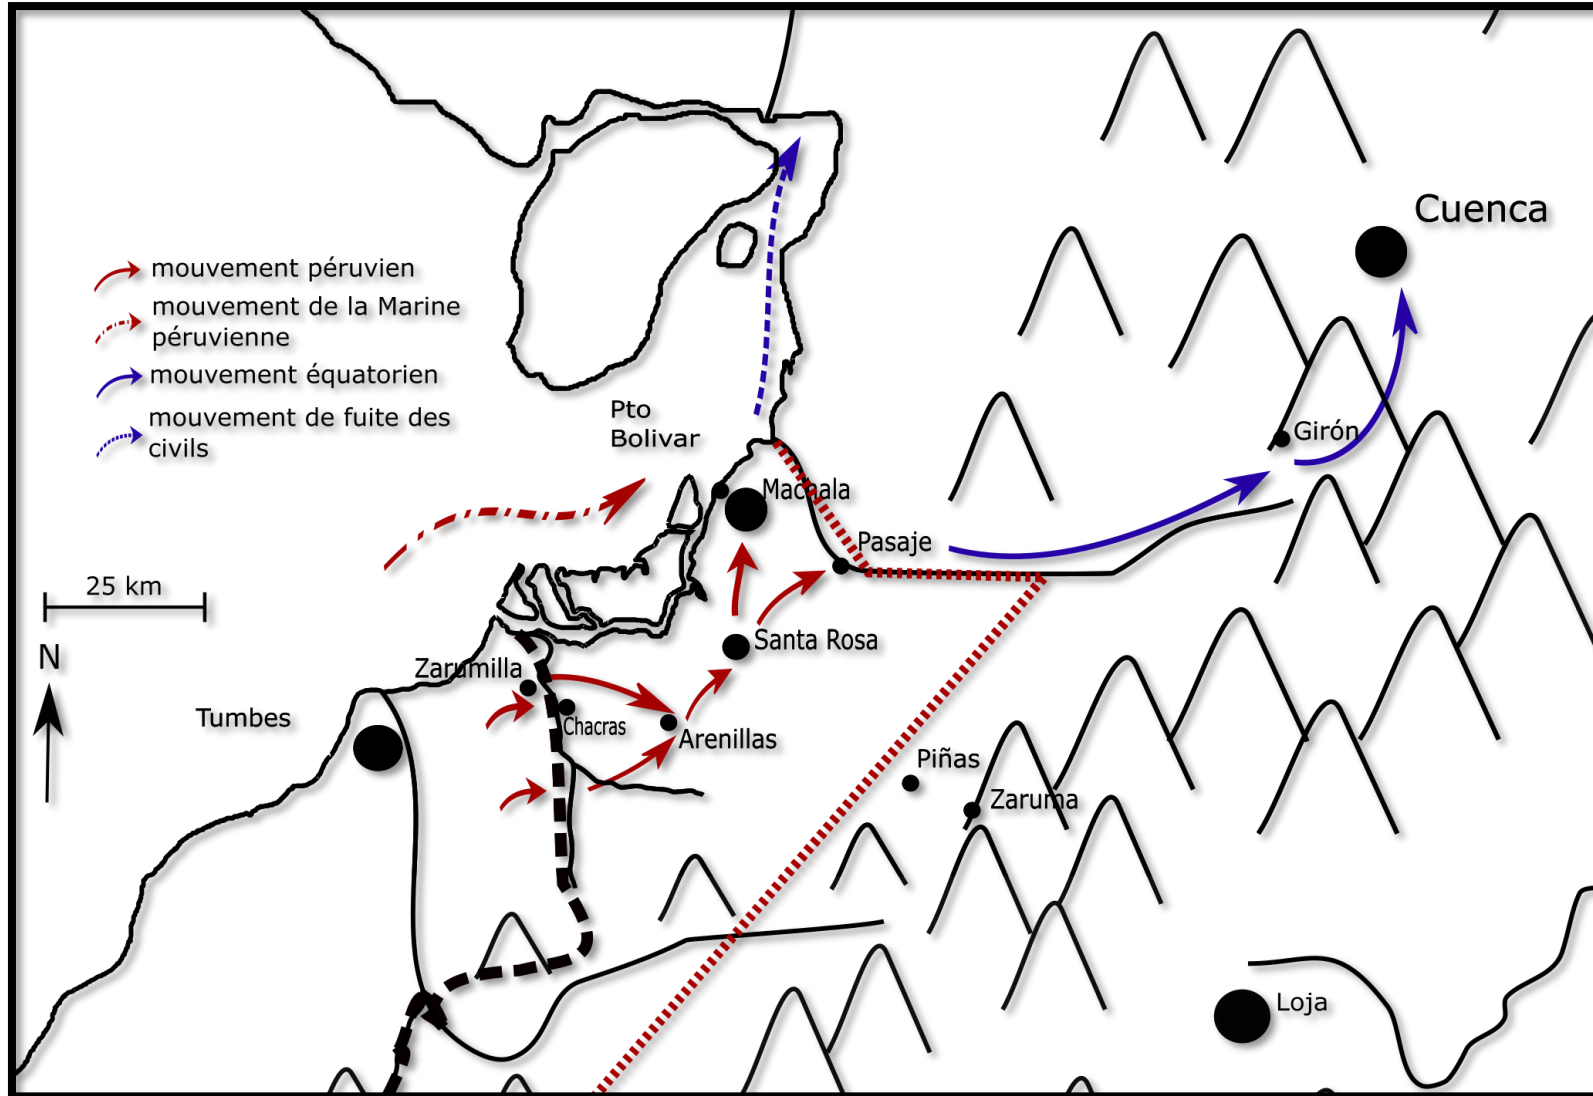 Cuenca
mouvement péruvien
mouvement de la Marine
péruvienne
mouvement équatorien
mouvement de fuite des
civils
Pto
Bolivar
Girón
Machala
Pasaje
25 km
N
Santa Rosa
Zarumilla
Tumbes
Chacras
Arenillas
Piñas
Zaruma
Loja